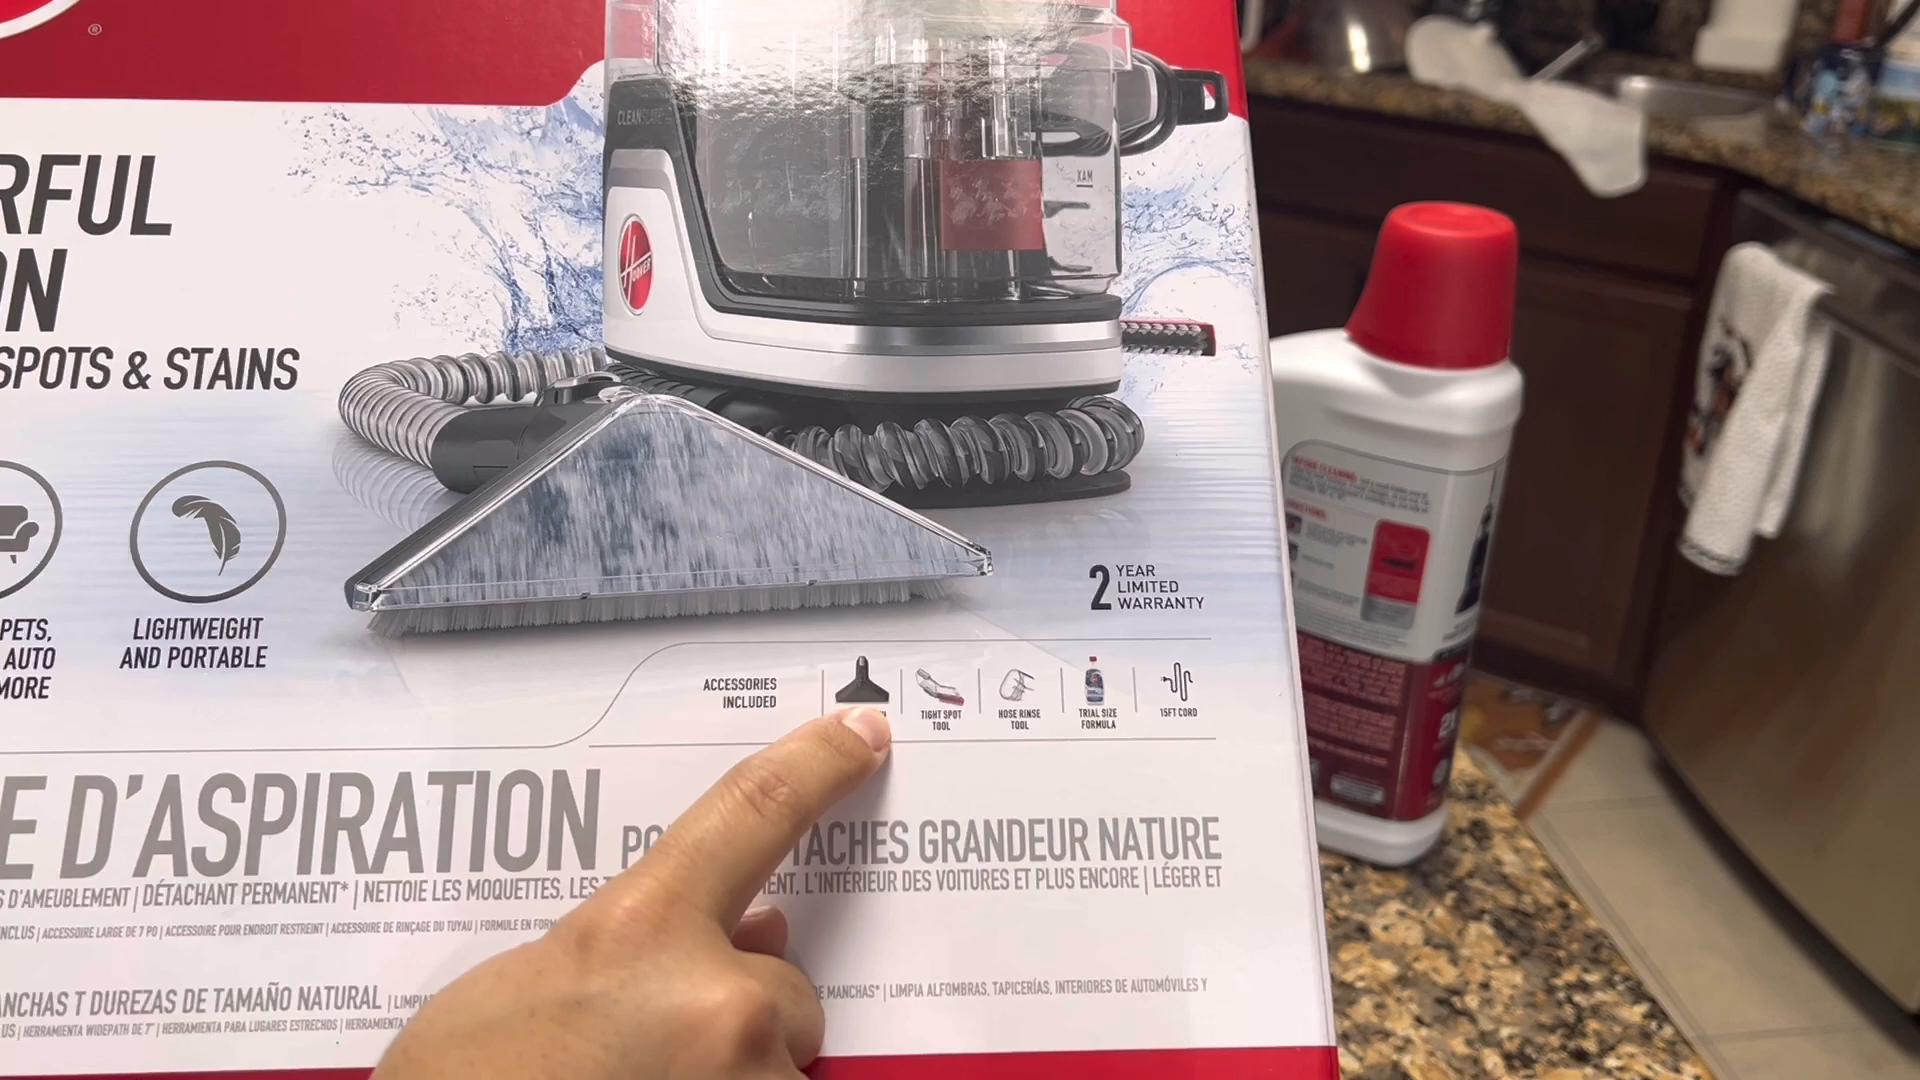 ®
CLEANSLATE
MAX
HOOVER
RFUL
ON
SPOTS & STAINS
PETS,
AUTO
MORE
LIGHTWEIGHT
AND PORTABLE
2 YEAR
LIMITED
WARRANTY
ACCESSORIES
INCLUDED
TIGHT SPOT
TOOL
HOSE RINSE
TOOL
TRIAL SIZE
FORMULA
15FT CORD
E D'ASPIRATION
TACHES GRANDEUR NATURE
S D'AMEUBLEMENT | DÉTACHANT PERMANENT* | NETTOIE LES MOQUETTES, LES
L'INTÉRIEUR DES VOITURES ET PLUS ENCORE | LÉGER ET
NCLUS | ACCESSOIRE LARGE DE 7 PO | ACCESSOIRE POUR ENDROIT RESTREINT | ACCESSOIRE DE RINÇAGE DU TUYAU | FORMULE EN
ANCHAS T DUREZAS DE TAMAÑO NATURAL
DE MANCHAS* | LIMPIA ALFOMBRAS, TAPICERÍAS, INTERIORES DE AUTOMÓVILES Y
US | HERRAMIENTA WIDEPATH DE 7" | HERRAMIENTA PARA LUGARES ESTRECHOS | HERRAMIENTA